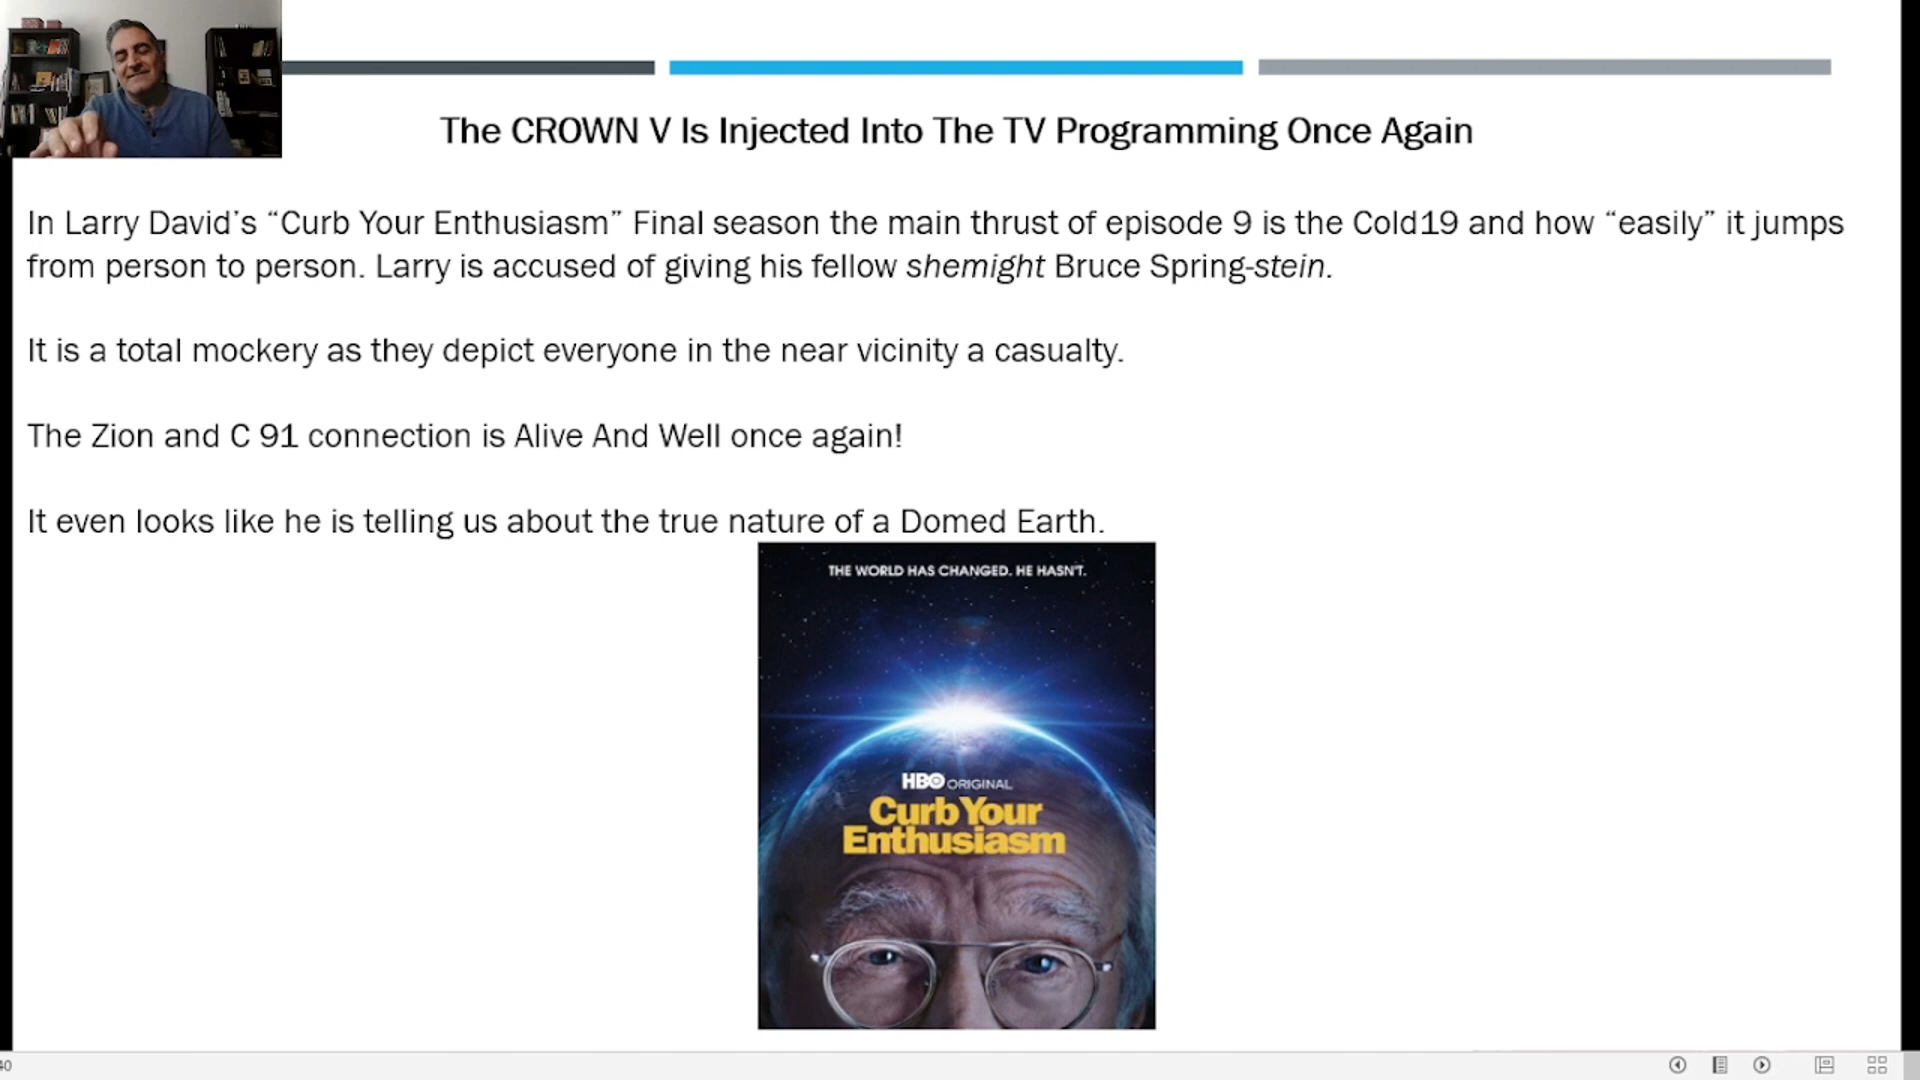 The CROWN V Is Injected Into The TV Programming Once Again
In Larry David’s “Curb Your Enthusiasm” Final season the main thrust of episode 9 is the Cold19 and how “easily” it jumps
from person to person. Larry is accused of giving his fellow shemight Bruce Spring-stein.
It is a total mockery as they depict everyone in the near vicinity a casualty.
The Zion and C 91 connection is Alive And Well once again!
It even looks like he is telling us about the true nature of a Domed Earth.
THE WORLD HAS CHANGED. HE HASN'T.
HBO ORIGINAL
Curb Your
Enthusiasm
40